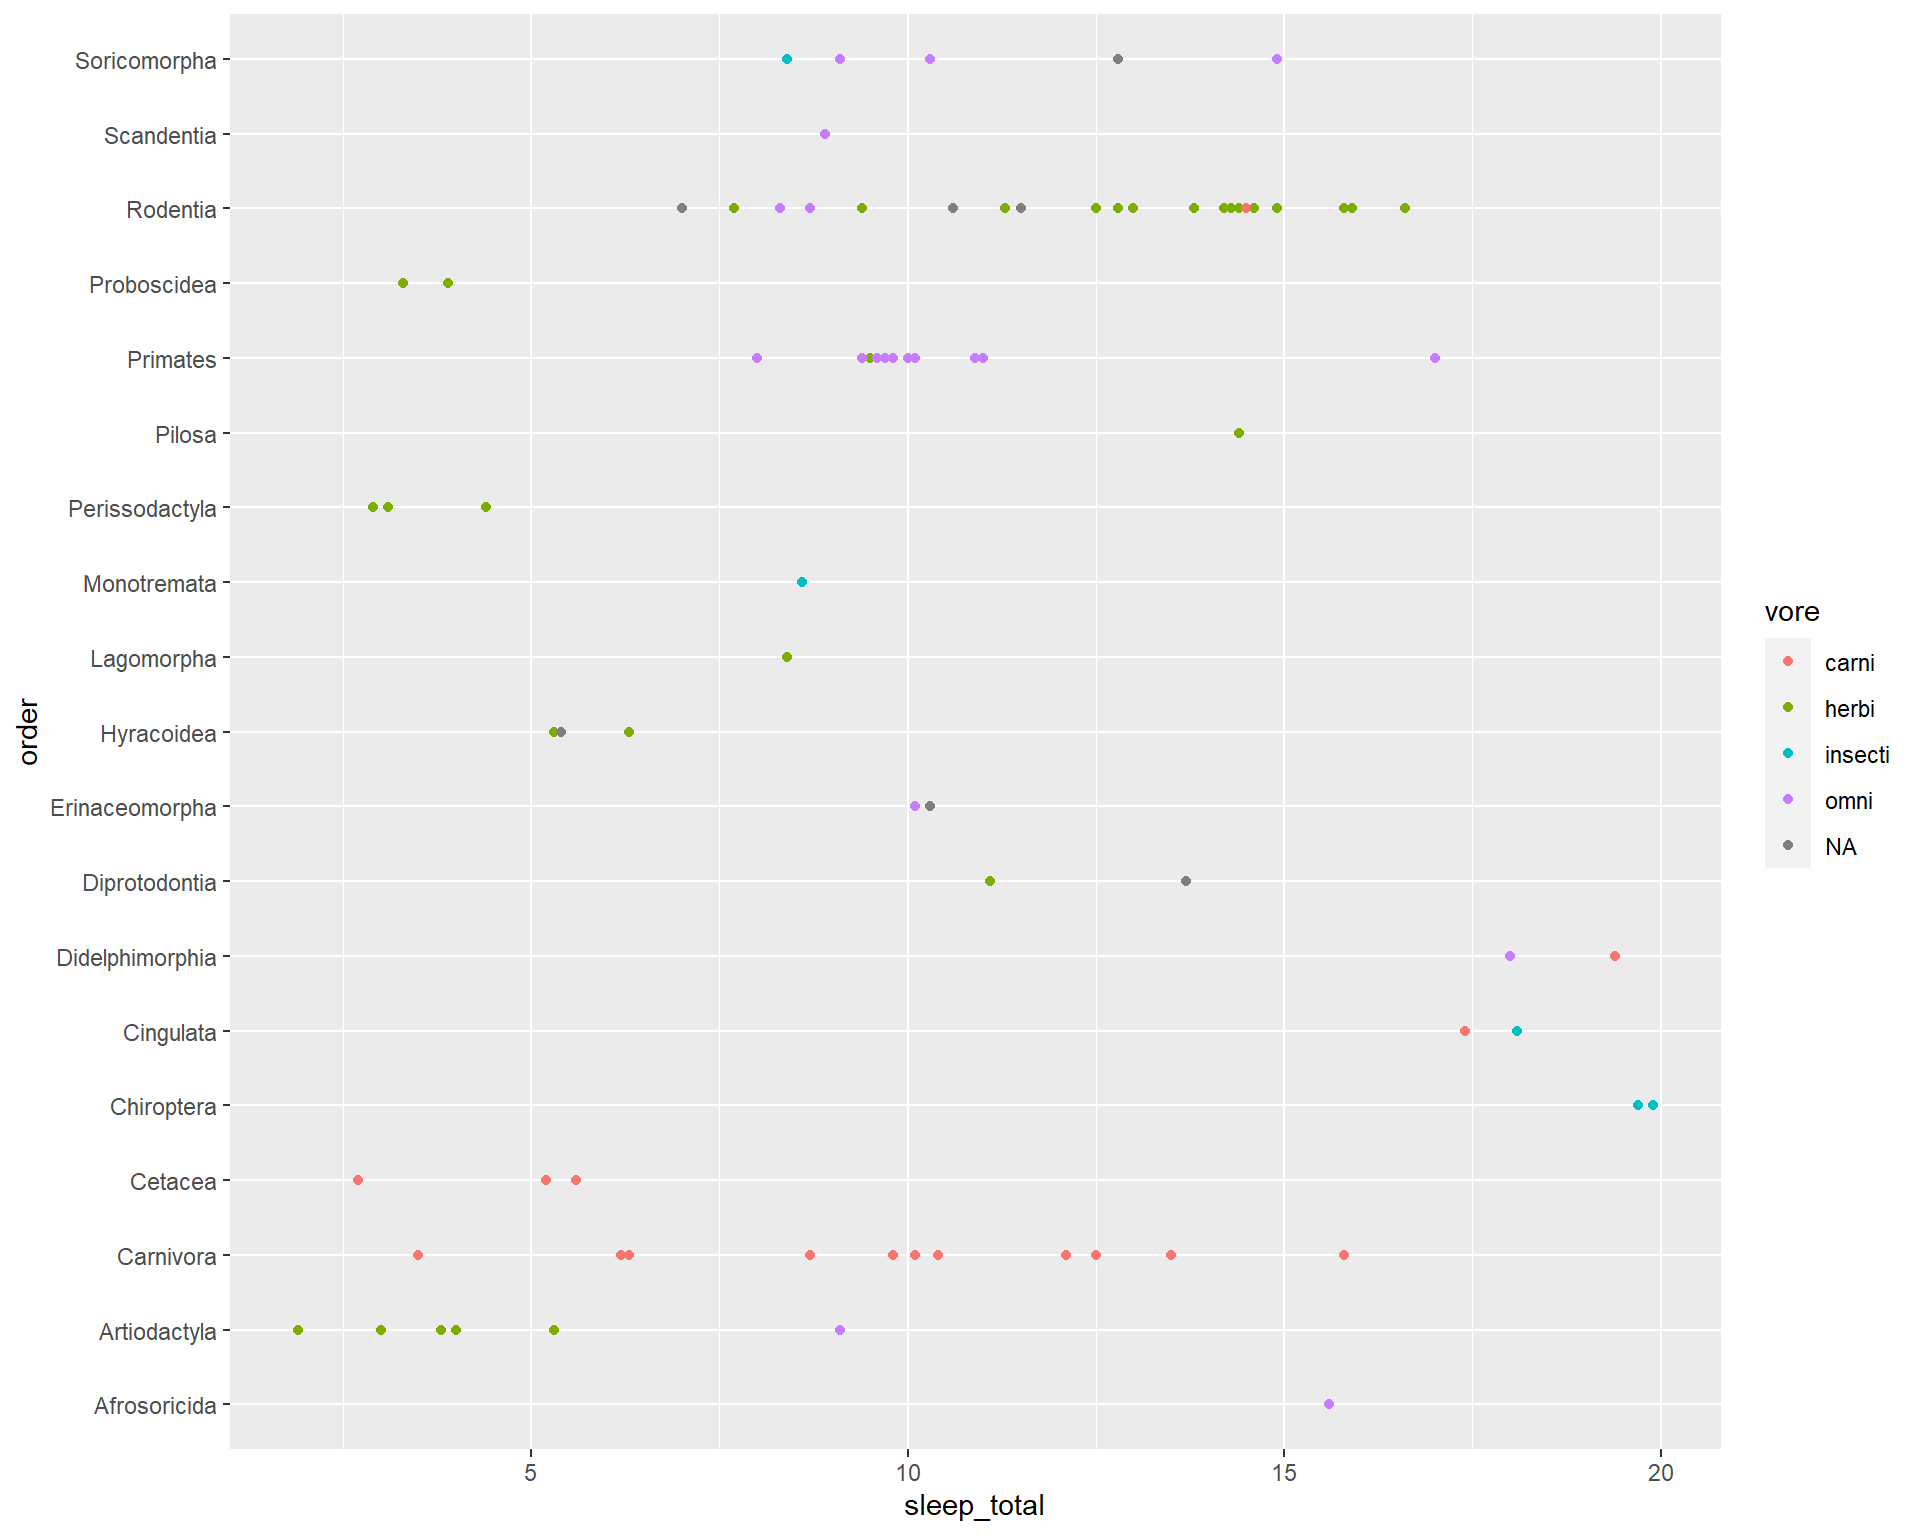 Soricomorpha
Scandentia
Rodentia
Proboscidea
Primates
Pilosa
Perissodactyla
Monotremata
Lagomorpha
Hyracoidea
Erinaceomorpha
Diprotodontia
Didelphimorphia
Cingulata
Chiroptera
Cetacea
Carnivora
Artiodactyla
Afrosoricida
order
5 10 15 20
sleep_total
vore
carni
herbi
insecti
omni
NA